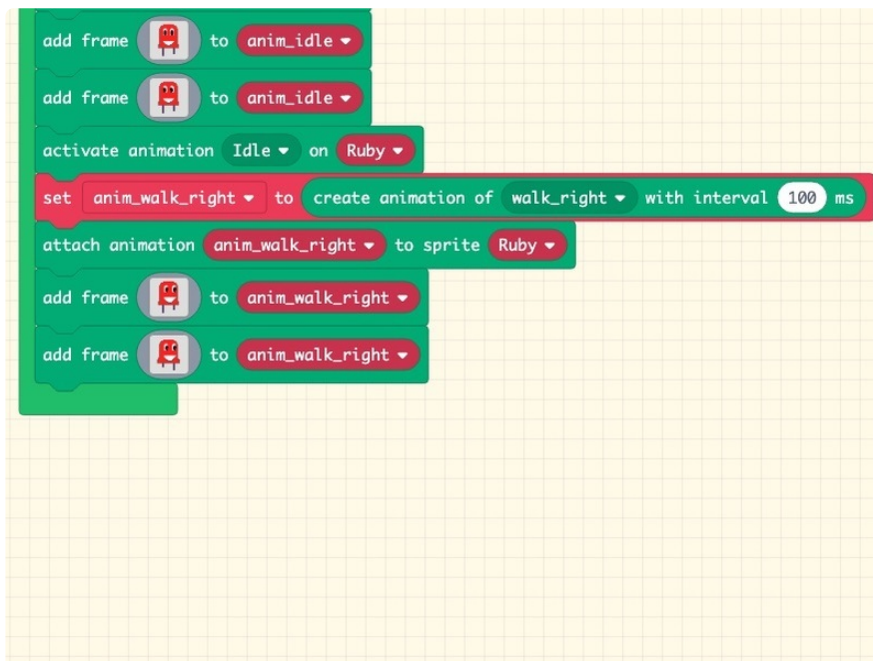 add frame to anim_idle
add frame to anim_idle
activate animation Idle on Ruby
set anim_walk_right to create animation of walk_right with interval 100 ms
attach animation anim_walk_right to sprite Ruby
add frame to anim_walk_right
add frame to anim_walk_right